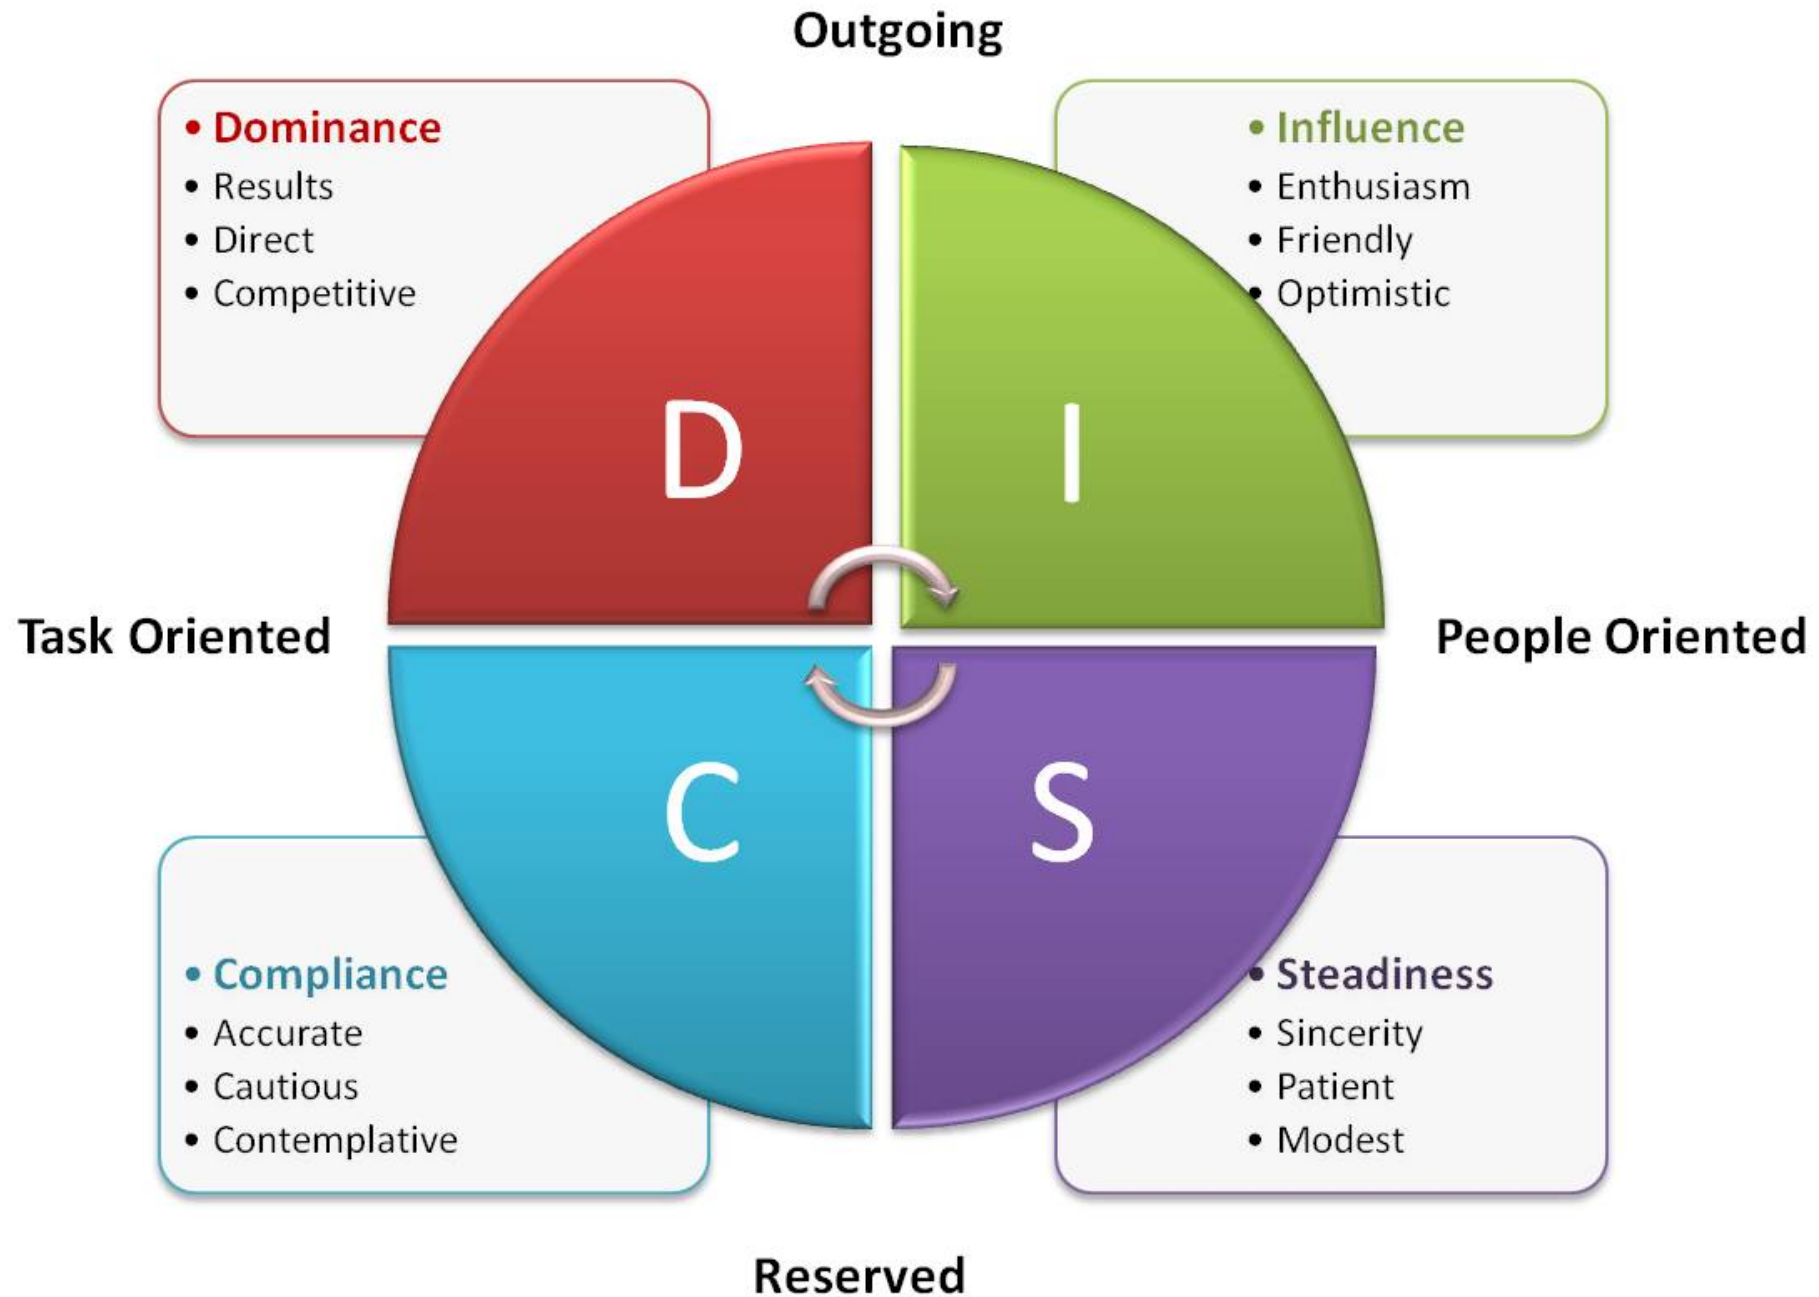 Outgoing
• Dominance
• Results
• Direct
• Competitive
• Influence
• Enthusiasm
• Friendly
• Optimistic
D
I
Task Oriented
People Oriented
C
S
• Compliance
• Accurate
• Cautious
• Contemplative
• Steadiness
• Sincerity
• Patient
• Modest
Reserved